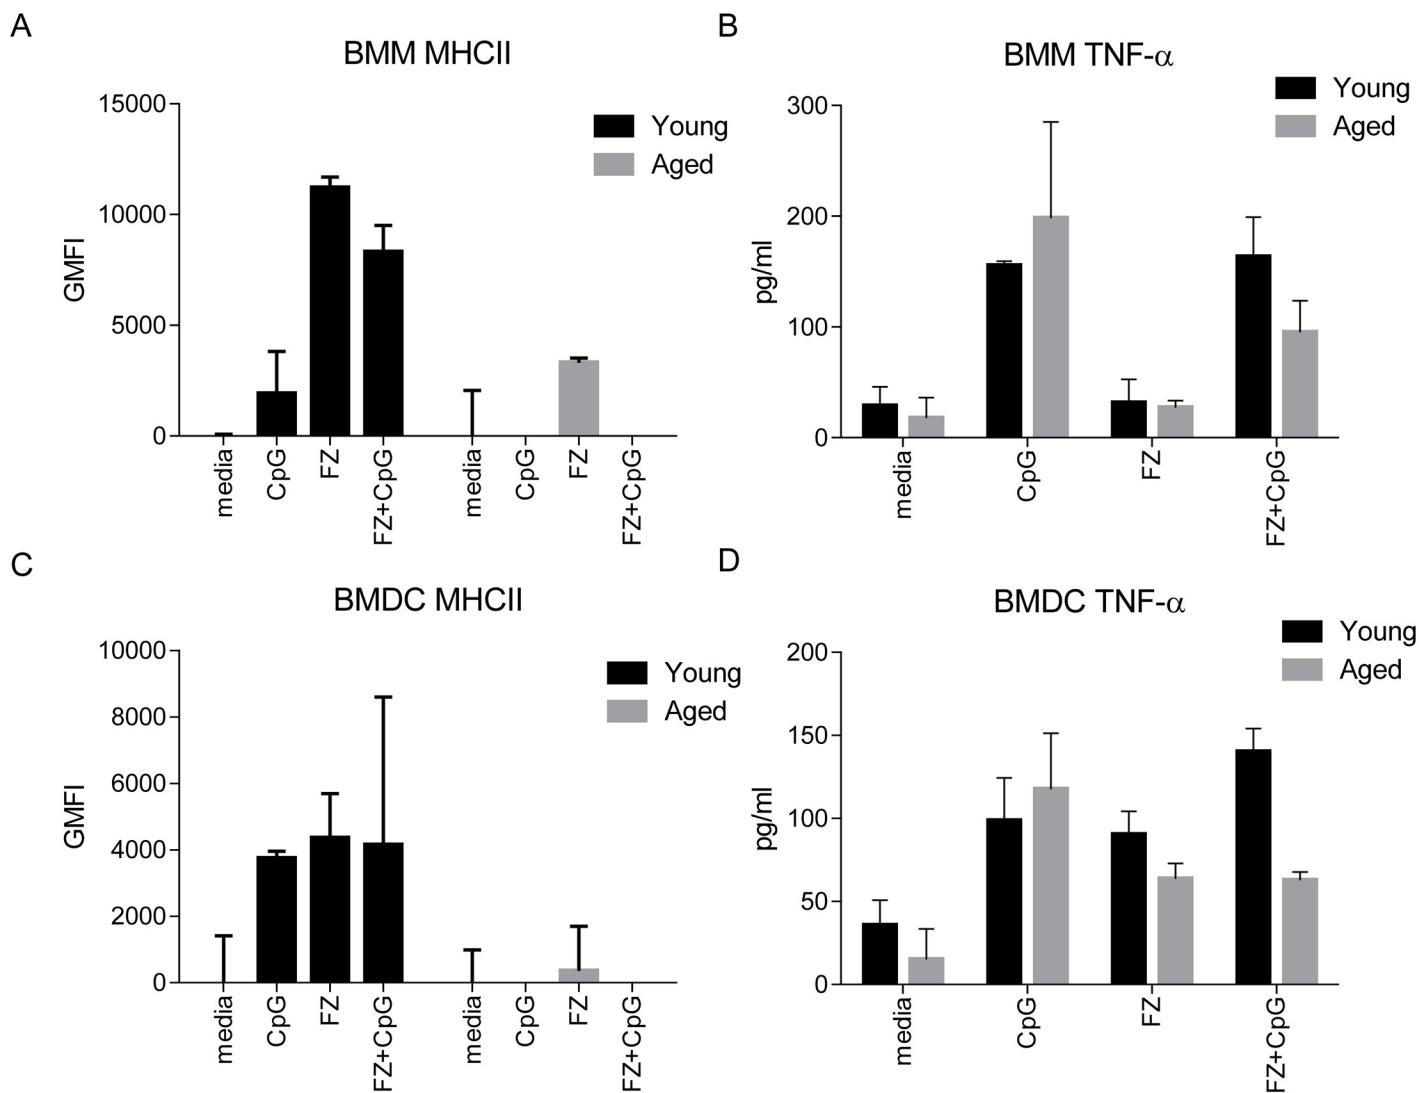 A
BMM MHCII
Young
Aged
GMFI
15000
10000
5000
0
media
CpG
FZ
FZ+CpG
media
CpG
FZ
FZ+CpG
B
BMM TNF-α
Young
Aged
pg/ml
300
200
100
0
media
CpG
FZ
FZ+CpG
C
BMDC MHCII
Young
Aged
GMFI
10000
8000
6000
4000
2000
0
media
CpG
FZ
FZ+CpG
media
CpG
FZ
FZ+CpG
D
BMDC TNF-α
Young
Aged
pg/ml
200
150
100
50
0
media
CpG
FZ
FZ+CpG